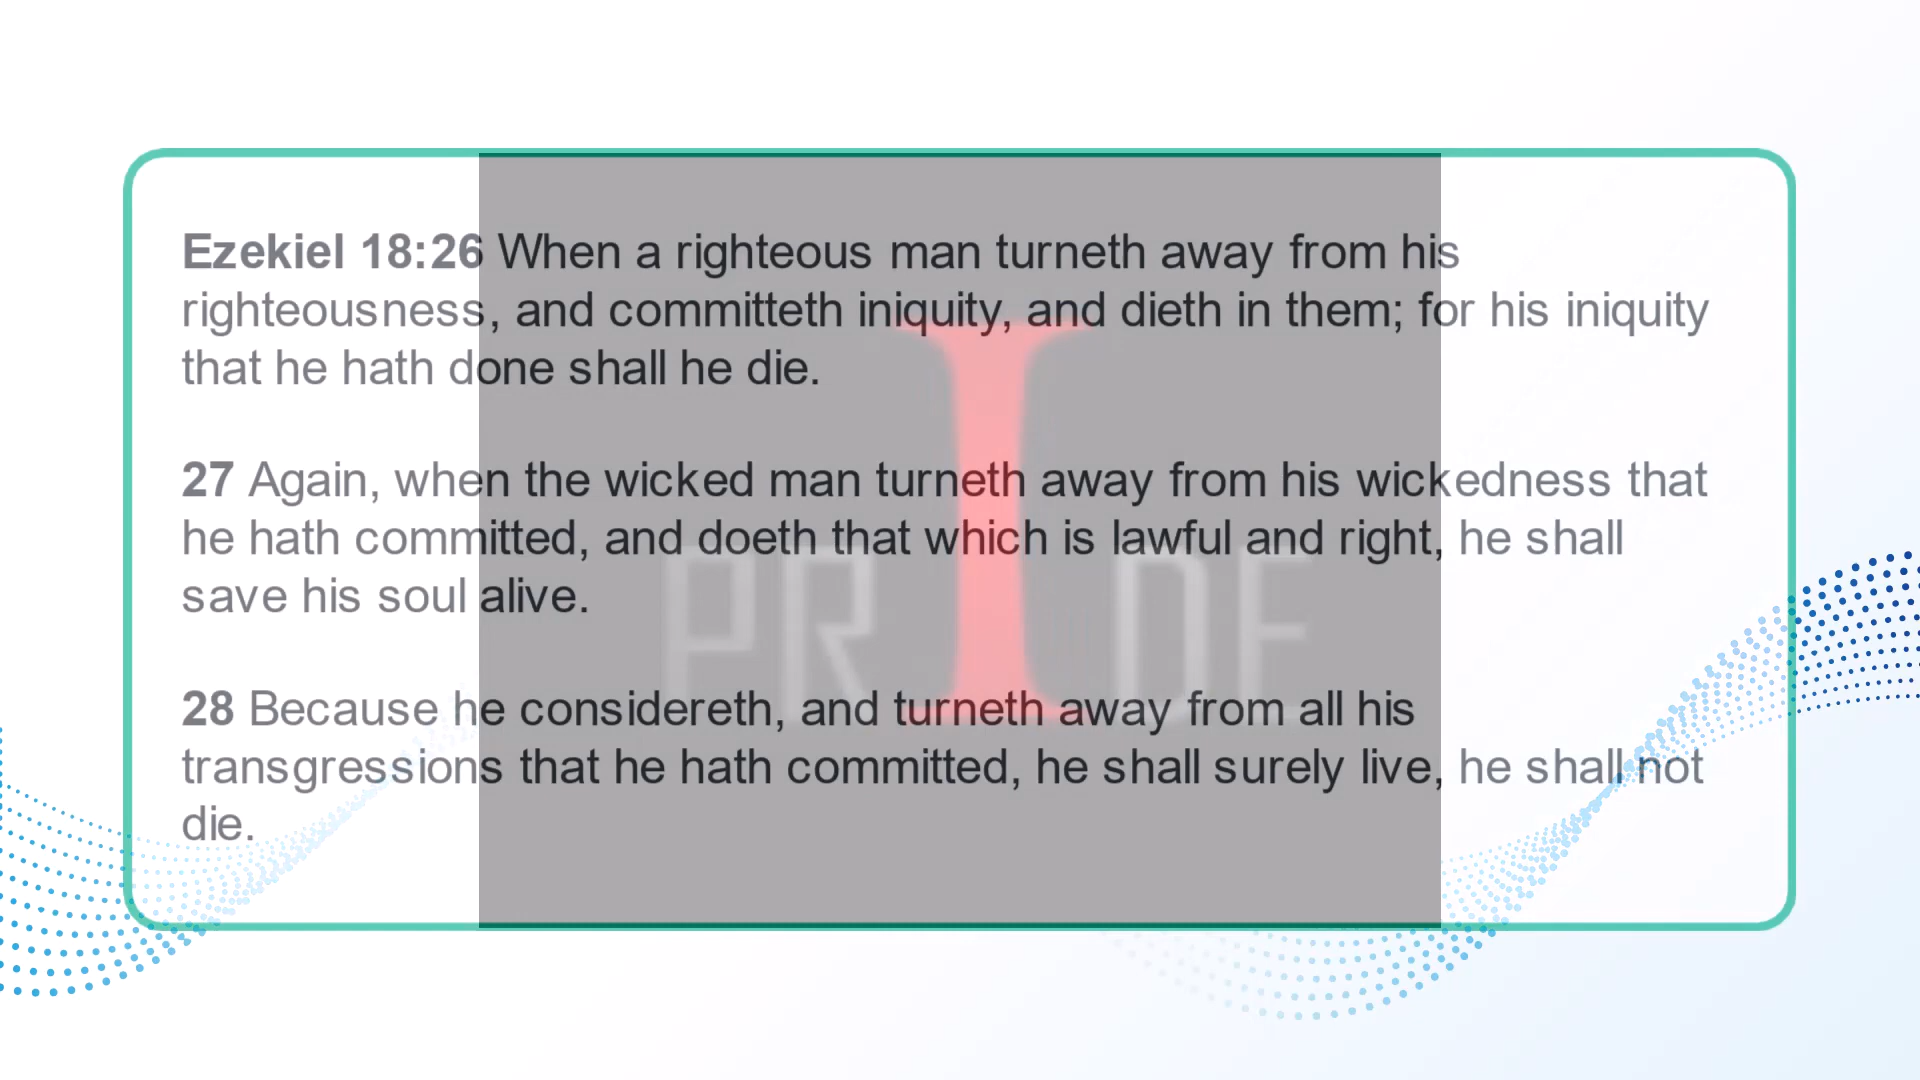 Ezekiel 18:26 When a righteous man turneth away from his
righteousness, and committeth iniquity, and dieth in them; for his iniquity
that he hath done shall he die.
27 Again, when the wicked man turneth away from his wickedness that
he hath committed, and doeth that which is lawful and right, he shall
save his soul alive.
28 Because he considereth, and turneth away from all his
transgressions that he hath committed, he shall surely live, he shall not
die.
PRIDE